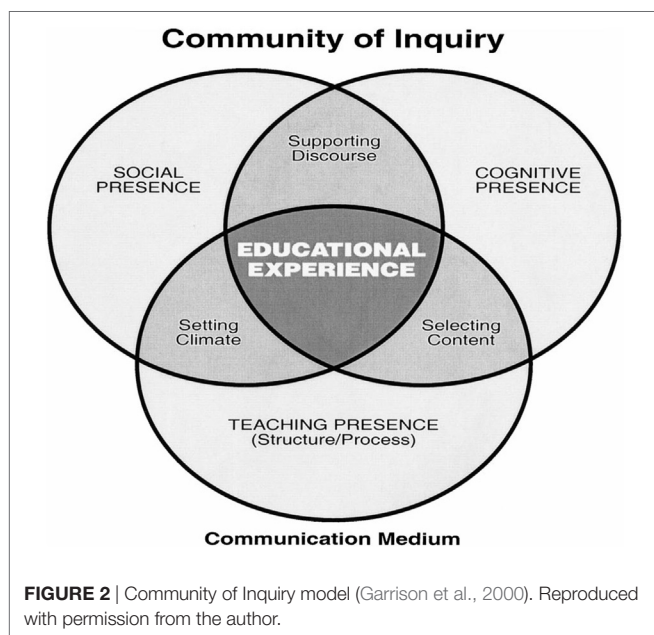 Community of Inquiry
Supporting
Discourse
SOCIAL
PRESENCE
COGNITIVE
PRESENCE
EDUCATIONAL
EXPERIENCE
Setting
Climate
Selecting
Content
TEACHING PRESENCE
(Structure/Process)
Communication Medium
FIGURE 2 | Community of Inquiry model (Garrison et al., 2000). Reproduced
with permission from the author.